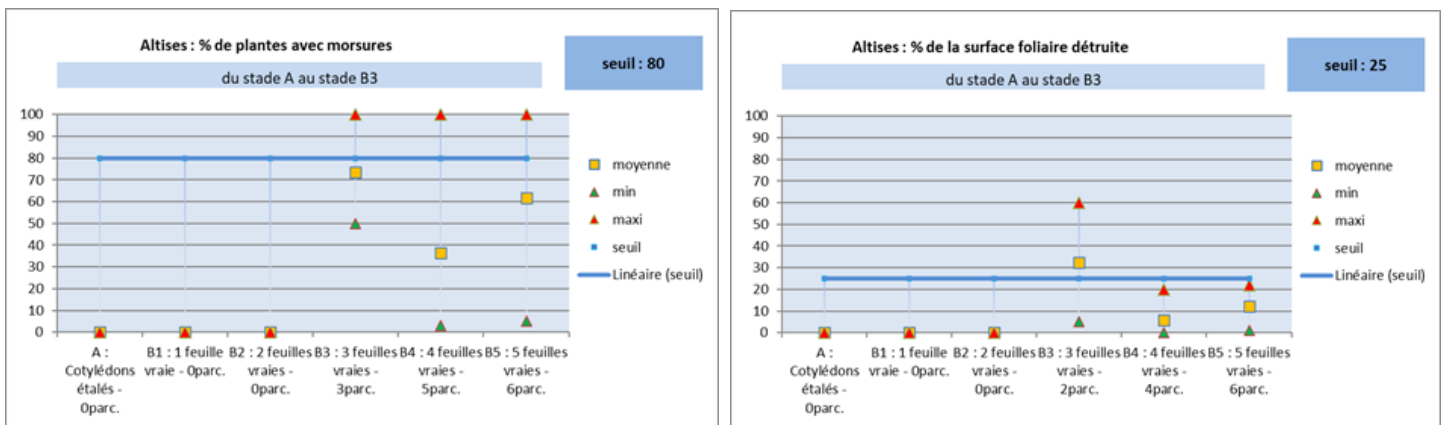 Altises : % de plantes avec morsures
seuil : 80
du stade A au stade B3
100
90
80
70
60
50
40
30
20
10
0
A :
Cotylédons
étalés -
0parc.
B1 : 1 feuille
vraie - 0parc.
B2 : 2 feuilles
vraies -
0parc.
B3 : 3 feuilles
vraies -
3parc.
B4 : 4 feuilles
vraies -
5parc.
B5 : 5 feuilles
vraies -
6parc.
moyenne
min
maxi
seuil
Linéaire (seuil)
Altises : % de la surface foliaire détruite
seuil : 25
du stade A au stade B3
100
90
80
70
60
50
40
30
20
10
0
A :
Cotylédons
étalés -
0parc.
B1 : 1 feuille
vraie - 0parc.
B2 : 2 feuilles
vraies -
0parc.
B3 : 3 feuilles
vraies -
2parc.
B4 : 4 feuilles
vraies -
4parc.
B5 : 5 feuilles
vraies -
6parc.
moyenne
min
maxi
seuil
Linéaire (seuil)